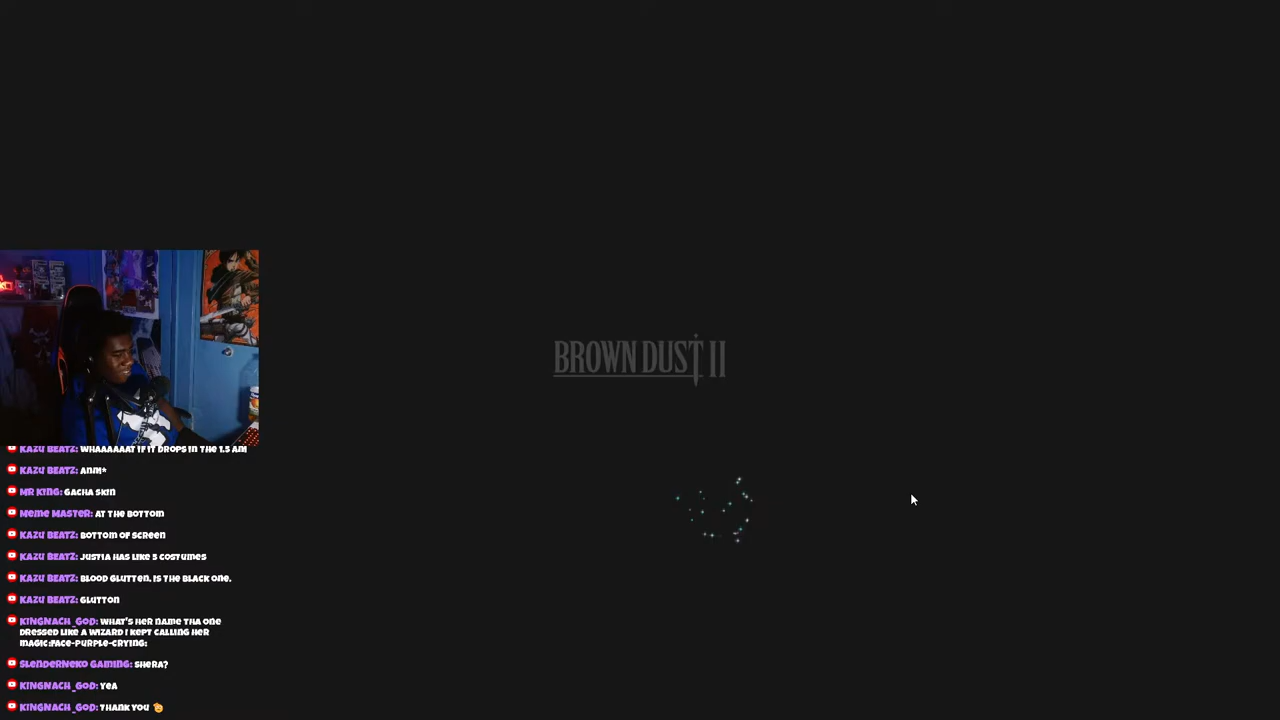 BROWN DUST II
KAZU BEATZ: WHAAAAAAT IF IT DROPS IN THE 1.5 AM
KAZU BEATZ: ANM*
MR KING: GACHA SKIN
MEME MASTER: AT THE BOTTOM
KAZU BEATZ: BOTTOM OF SCREEN
KAZU BEATZ: JUSTIA HAS LIKE 5 COSTUMES
KAZU BEATZ: BLOOD GLUTTEN. IS THE BLACK ONE.
KAZU BEATZ: GLUTTON
KINGNACH_GOD: WHAT'S HER NAME THA ONE
DRESSED LIKE A WIZARD I KEPT CALLING HER
MAGIC:FACE-PURPLE-CRYING:
SLENDERNEKO GAMING: SHERA?
KINGNACH_GOD: YEA
KINGNACH_GOD: THANK YOU